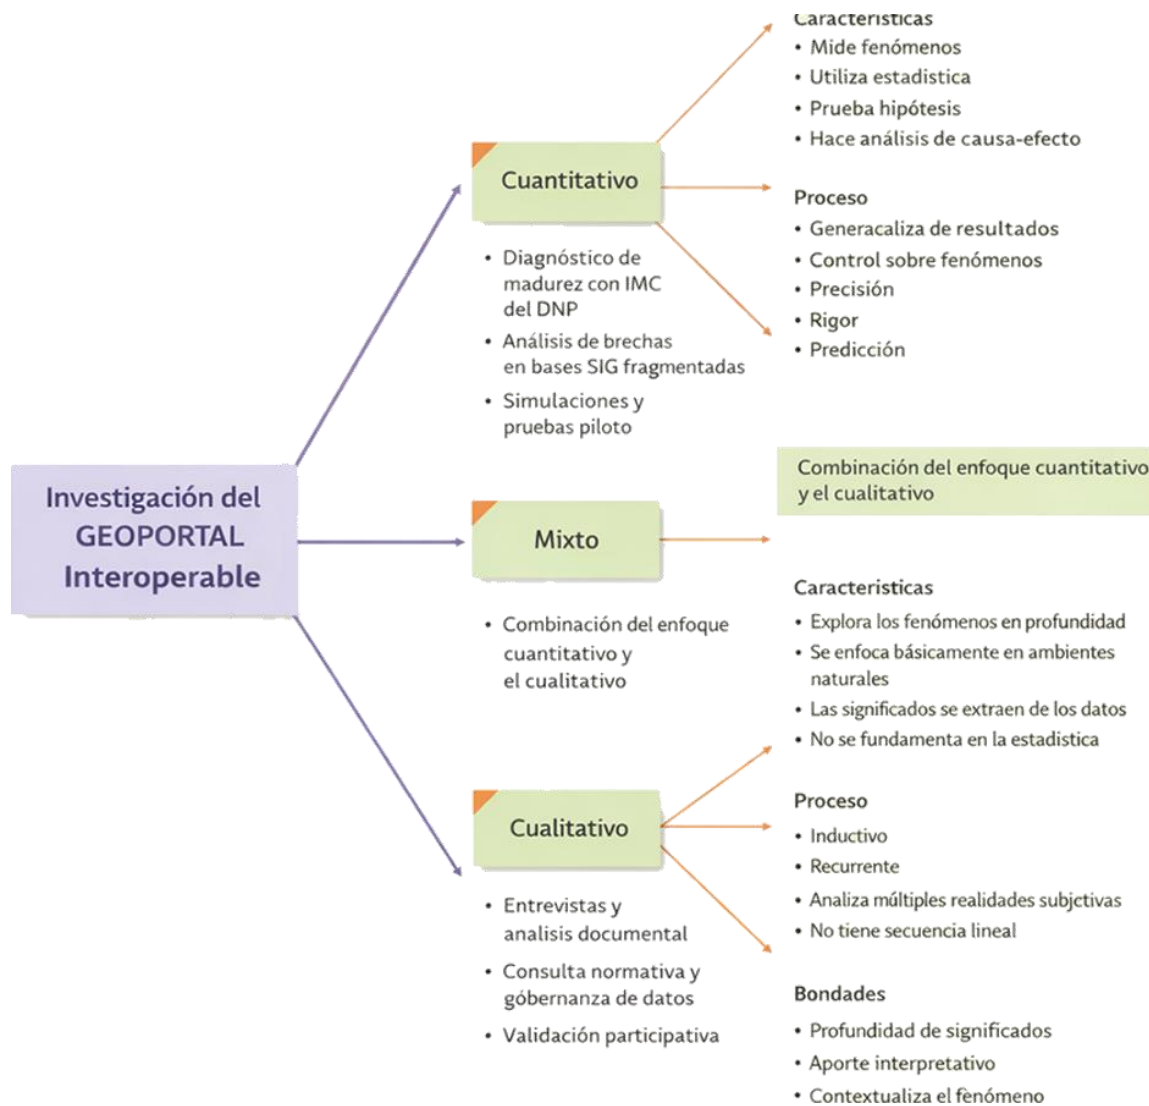 Investigación del
GEOPORTAL
Interoperable
Cuantitativo
• Diagnóstico de
madurez con IMC
del DNP
• Análisis de brechas
en bases SIG fragmentadas
• Simulaciones y
pruebas piloto
Características
• Mide fenómenos
• Utiliza estadistica
• Prueba hipótesis
• Hace análisis de causa-efecto
Proceso
• Generacaliza de resultados
• Control sobre fenómenos
• Precisión
• Rigor
• Predicción
Mixto
• Combinación del enfoque
cuantitativo y
el cualitativo
Combinación del enfoque cuantitativo
y el cualitativo
Cualitativo
• Entrevistas y
analisis documental
• Consulta normativa y
góbernanza de datos
• Validación participativa
Caracteristicas
• Explora los fenómenos en profundidad
• Se enfoca básicamente en ambientes
naturales
• Las significados se extraen de los datos
• No se fundamenta en la estadistica
Proceso
• Inductivo
• Recurrente
• Analiza múltiples realidades subjctivas
• No tiene secuencia lineal
Bondades
• Profundidad de significados
• Aporte interpretativo
• Contextualiza el fènómeno